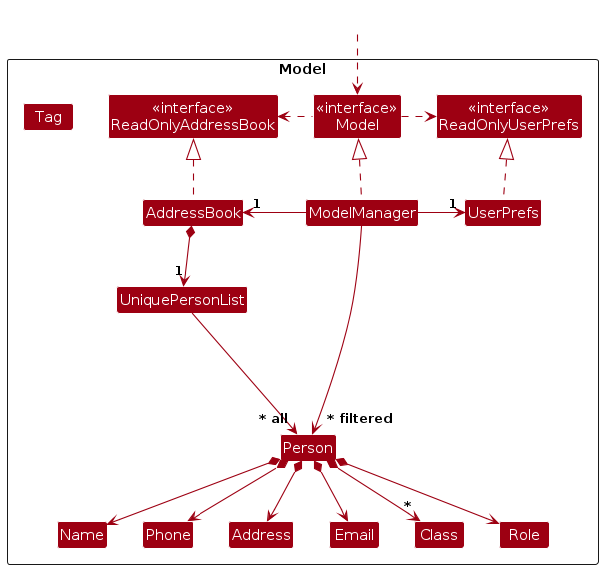 Model
Tag
«interface»
ReadOnlyAddressBook
«interface»
Model
«interface»
ReadOnlyUserPrefs
AddressBook
1
ModelManager
1
UserPrefs
1
UniquePersonList
* all
* filtered
Person
*
Name
Phone
Address
Email
Class
Role